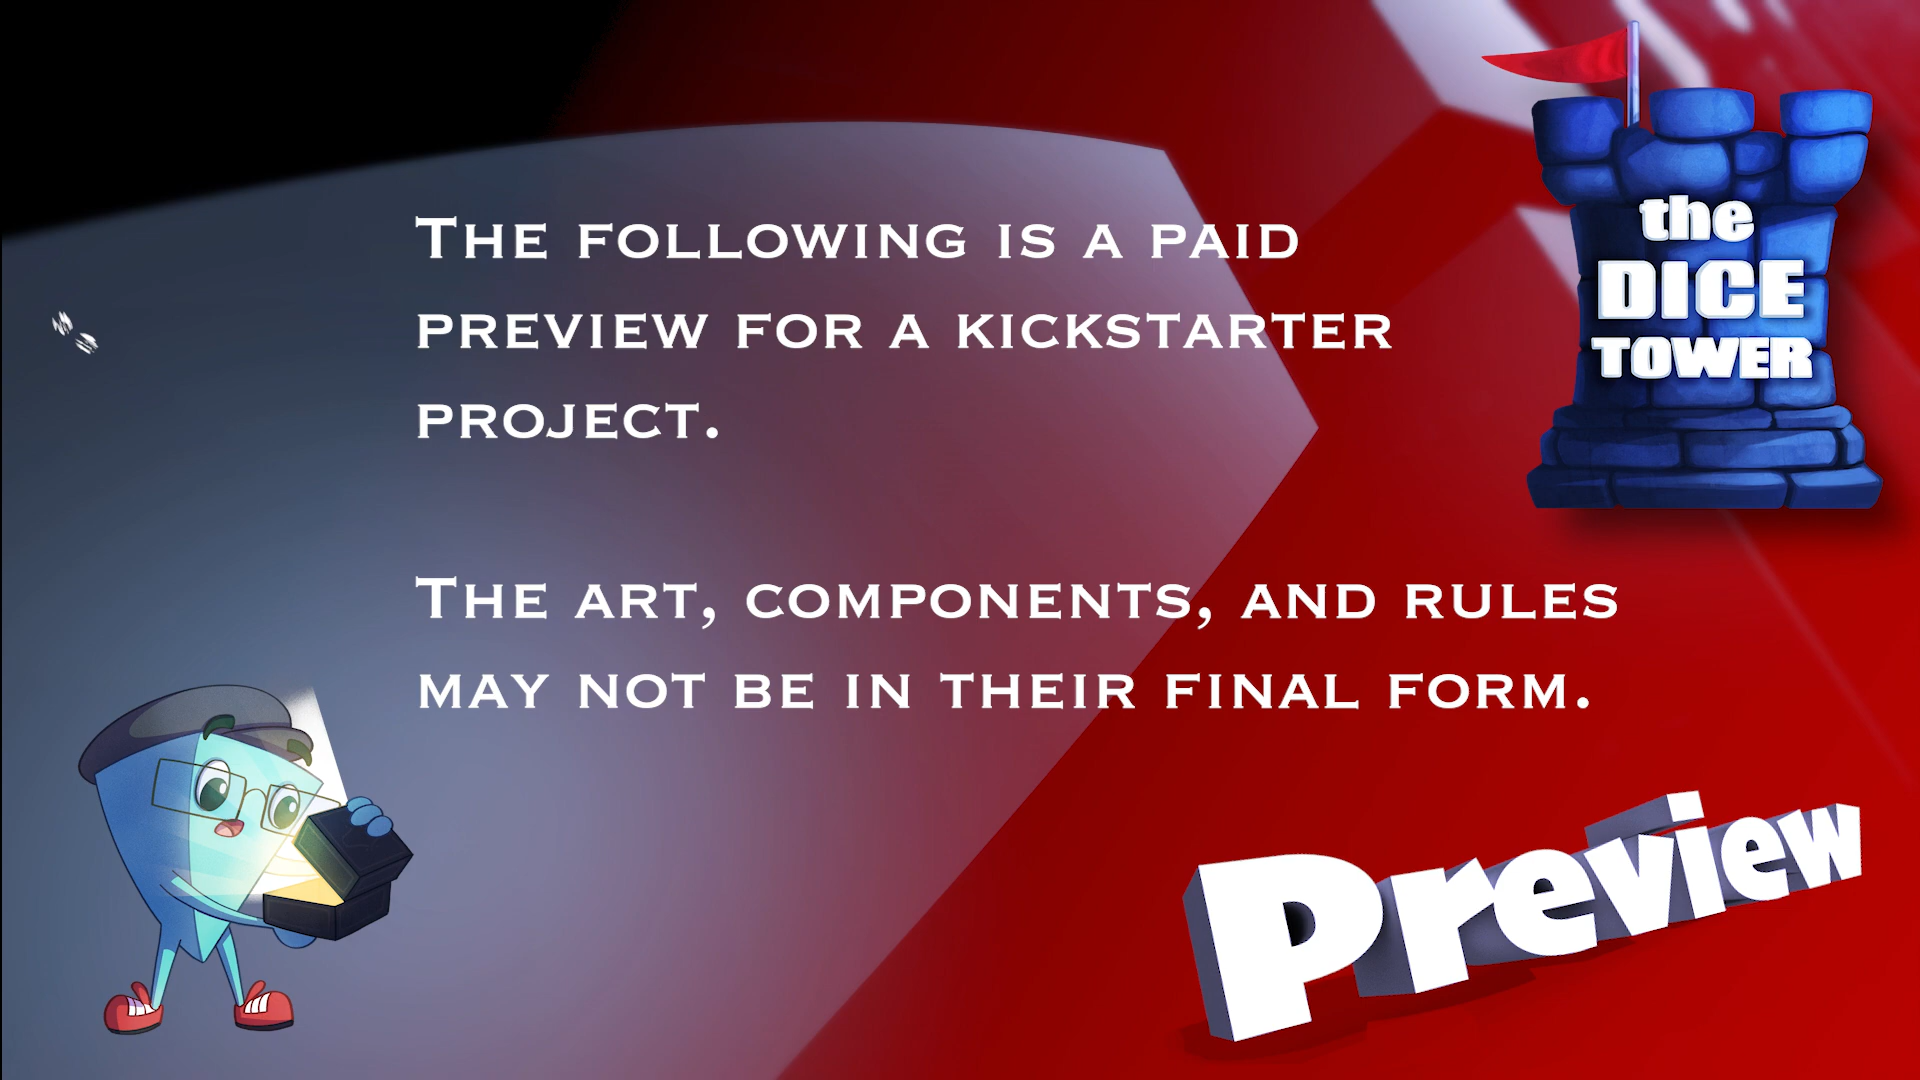 The following is a paid
preview for a kickstarter
project.
The art, components, and rules
may not be in their final form.
the
DICE
TOWER
Preview